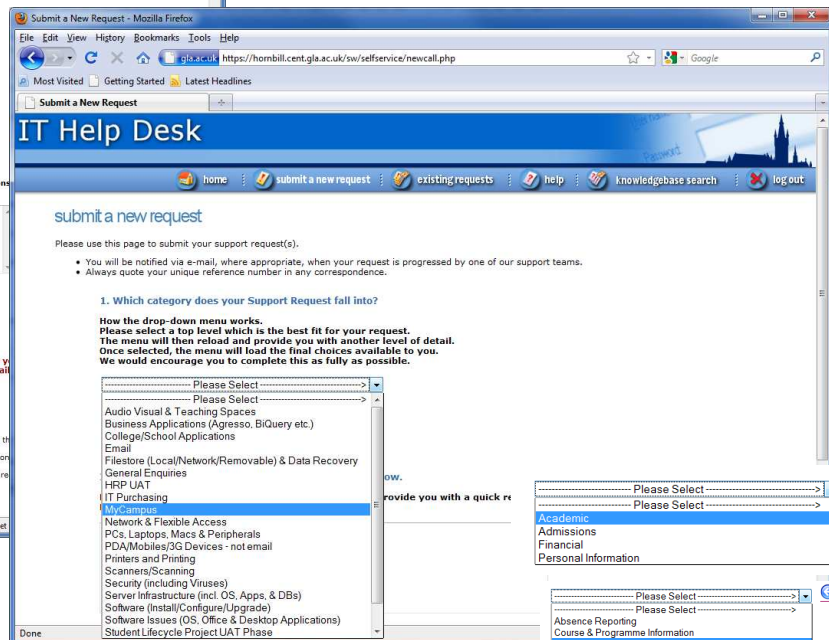 Submit a New Request - Mozilla Firefox
File Edit View History Bookmarks Tools Help
gla.ac.uk https://hornbill.cent.gla.ac.uk/sw/selfservice/newcall.php
Google
Most Visited Getting Started Latest Headlines
Submit a New Request
IT Help Desk
Password
home submit a new request existing requests help knowledgebase search log out
submit a new request
Please use this page to submit your support request(s).
• You will be notified via e-mail, where appropriate, when your request is progressed by one of our support teams.
• Always quote your unique reference number in any correspondence.
1. Which category does your Support Request fall into?
How the drop-down menu works.
Please select a top level which is the best fit for your request.
The menu will then reload and provide you with another level of detail.
Once selected, the menu will load the final choices available to you.
We would encourage you to complete this as fully as possible.
--------------------------- Please Select --------------------------------->
--------------------------- Please Select --------------------------------->
Audio Visual & Teaching Spaces
Business Applications (Agresso, BiQuery etc.)
College/School Applications
Email
Filestore (Local/Network/Removable) & Data Recovery
General Enquiries
HRP UAT
IT Purchasing
MyCampus
Network & Flexible Access
PCs, Laptops, Macs & Peripherals
PDA/Mobiles/3G Devices - not email
Printers and Printing
Scanners/Scanning
Security (including Viruses)
Server Infrastructure (incl. OS, Apps, & DBs)
Software (Install/Configure/Upgrade)
Software Issues (OS, Office & Desktop Applications)
Student Lifecycle Project UAT Phase
ow.
rovide you with a quick re
--------------------------- Please Select --------------------------------->
--------------------------- Please Select --------------------------------->
Academic
Admissions
Financial
Personal Information
--------------------------- Please Select --------------------------------->
--------------------------- Please Select --------------------------------->
Absence Reporting
Course & Programme Information
Done